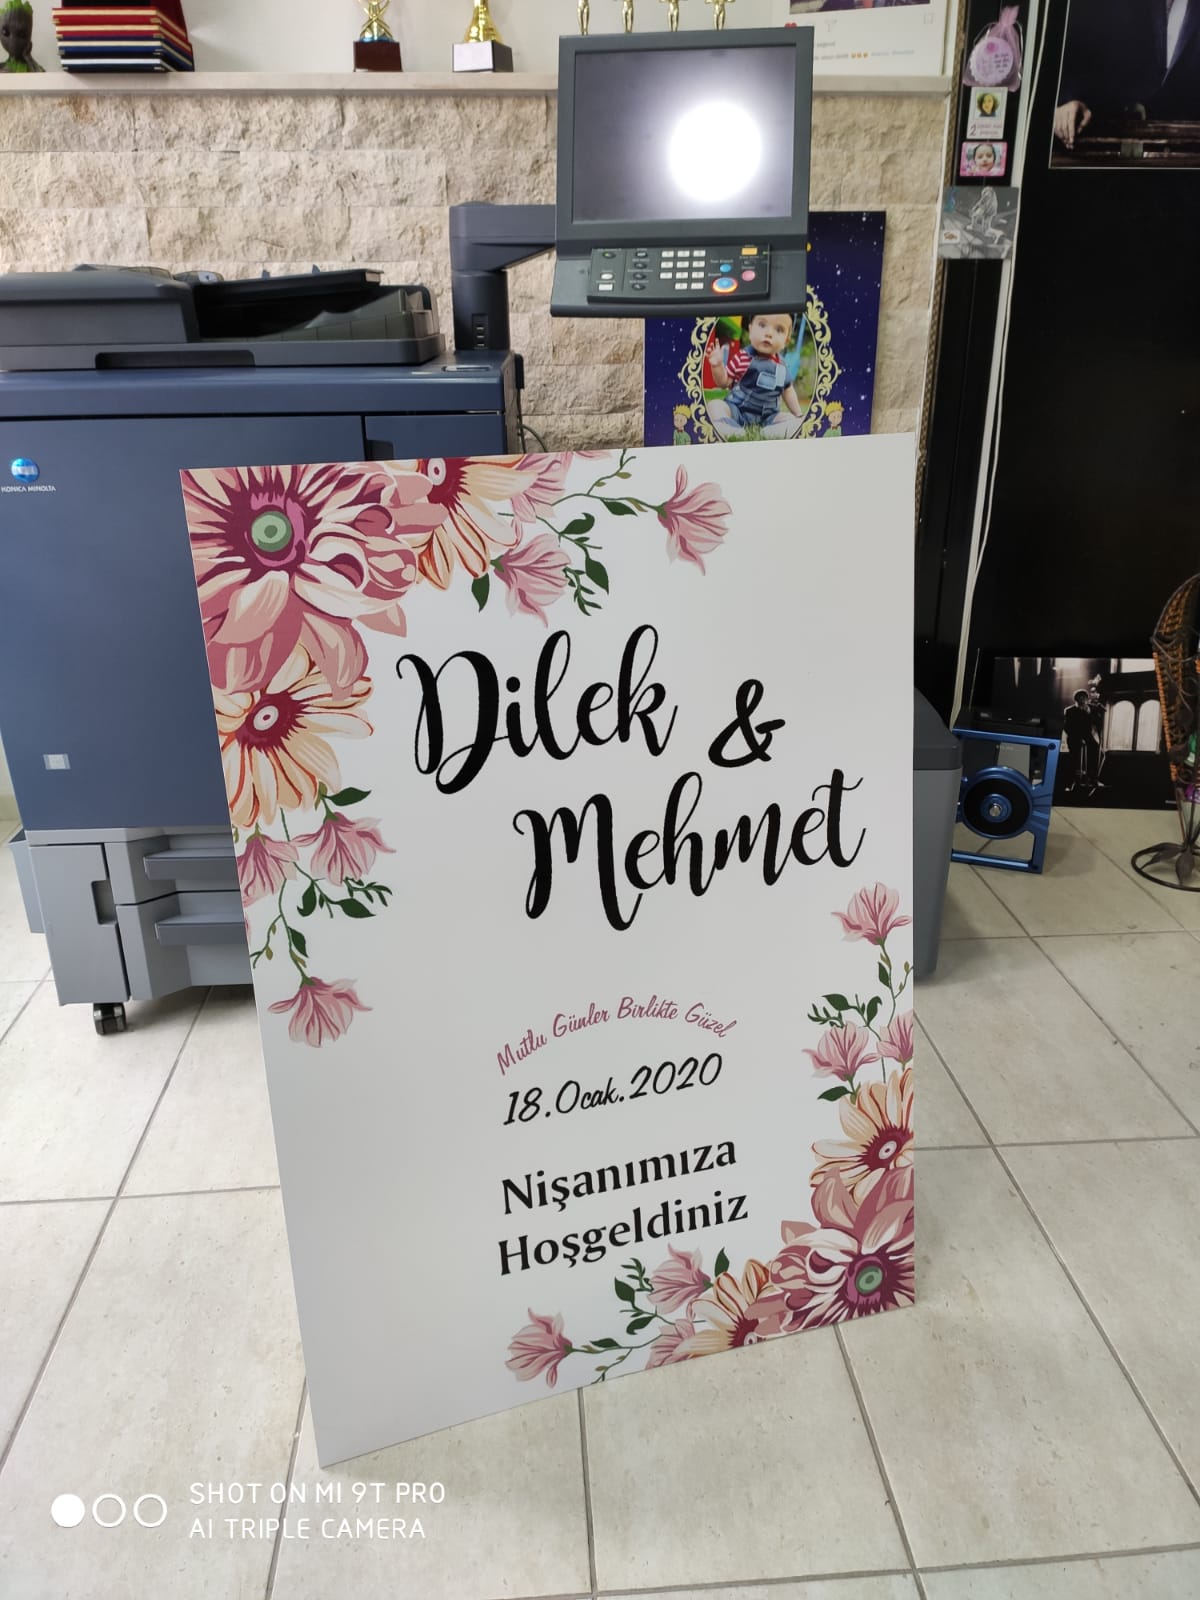 KONICA MINOLTA
Dilek &
Mehmet
Mutlu Günler Birlikte Güzel
18.Ocak.2020
Nişanımıza
Hoşgeldiniz
SHOT ON MI 9T PRO
AI TRIPLE CAMERA